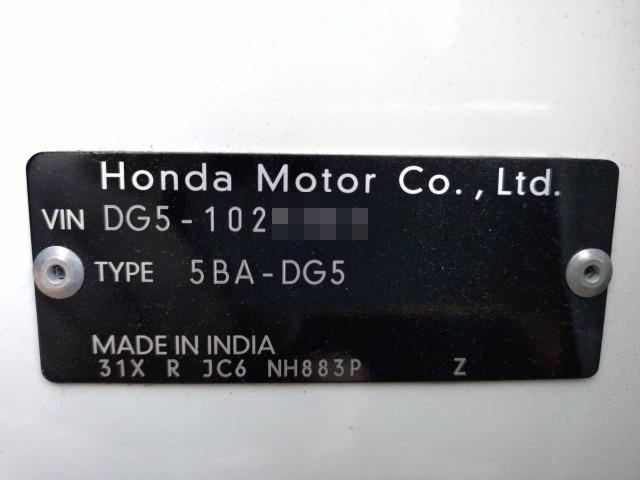 Honda Motor Co., Ltd.
VIN DG5-102
TYPE 5BA-DG5
MADE IN INDIA
31X R JC6 NH883P Z